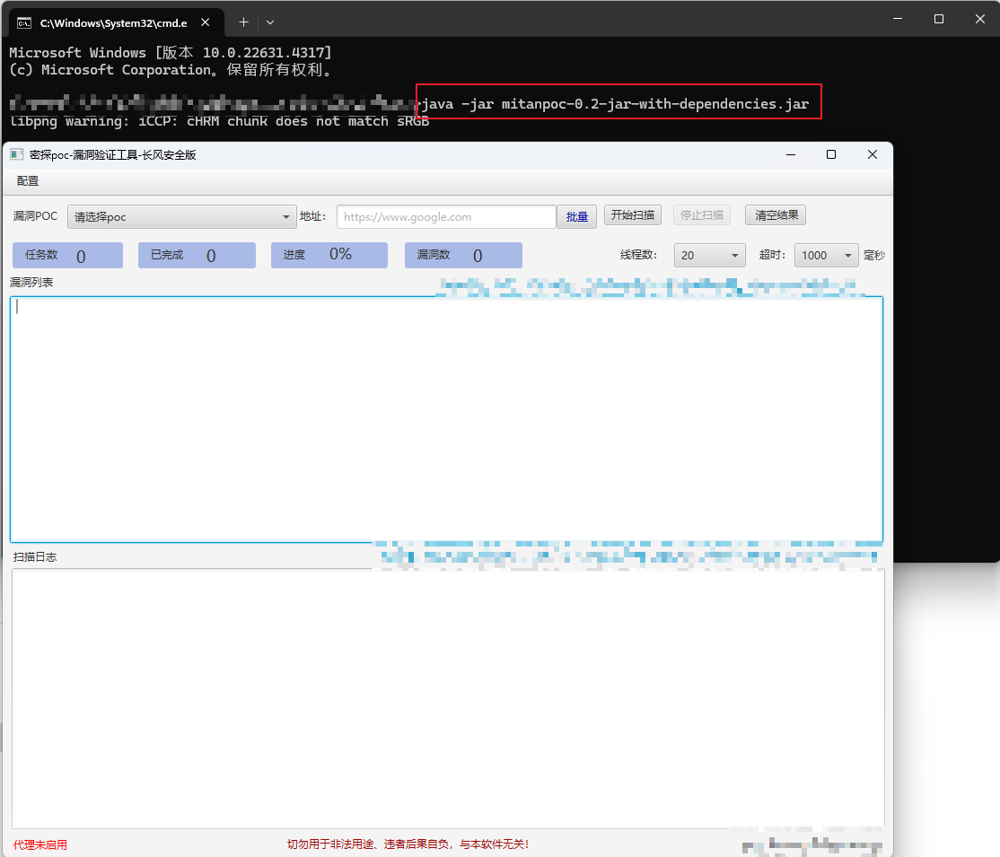 C:\Windows\System32\cmd.e
Microsoft Windows [版本 10.0.22631.4317]
(c) Microsoft Corporation。保留所有权利。
>java -jar mitanpoc-0.2-jar-with-dependencies.jar
libpng warning: iCCP: cHRM chunk does not match sRGB
密探poc-漏洞验证工具-长风安全版
配置
漏洞POC 请选择poc 地址： https://www.google.com 批量 开始扫描 停止扫描 清空结果
任务数 0 已完成 0 进度 0% 漏洞数 0 线程数： 20 超时： 1000 毫秒
漏洞列表
扫描日志
代理未启用 切勿用于非法用途、违者后果自负，与本软件无关！